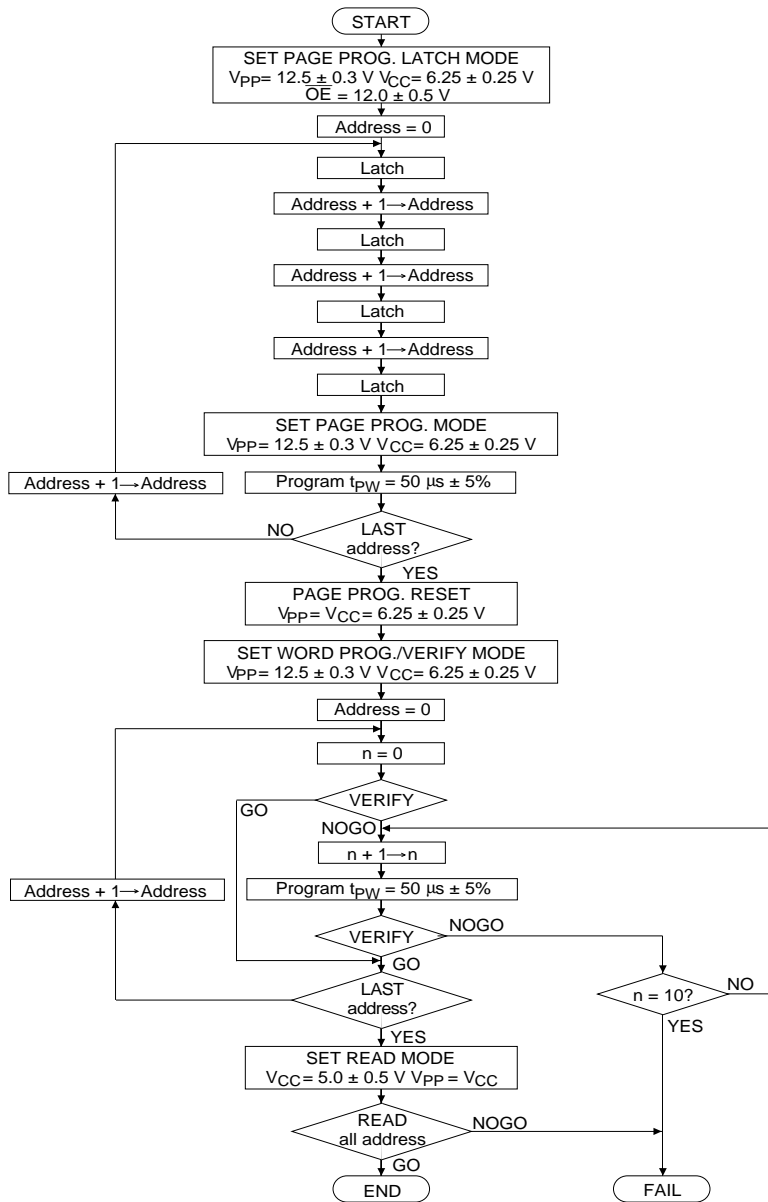 START
SET PAGE PROG. LATCH MODE
VPP= 12.5 ± 0.3 V VCC= 6.25 ± 0.25 V
OE = 12.0 ± 0.5 V
Address = 0
Latch
Address + 1→Address
Latch
Address + 1→Address
Latch
Address + 1→Address
Latch
SET PAGE PROG. MODE
VPP= 12.5 ± 0.3 V VCC= 6.25 ± 0.25 V
Address + 1→Address
Program tPW = 50 μs ± 5%
NO
LAST
address?
YES
PAGE PROG. RESET
VPP= VCC= 6.25 ± 0.25 V
SET WORD PROG./VERIFY MODE
VPP= 12.5 ± 0.3 V VCC= 6.25 ± 0.25 V
Address = 0
n = 0
GO
VERIFY
NOGO
n + 1→n
Address + 1→Address
Program tPW = 50 μs ± 5%
VERIFY
NOGO
GO
LAST
address?
n = 10?
NO
YES
YES
SET READ MODE
VCC= 5.0 ± 0.5 V VPP= VCC
READ
all address
NOGO
GO
END
FAIL